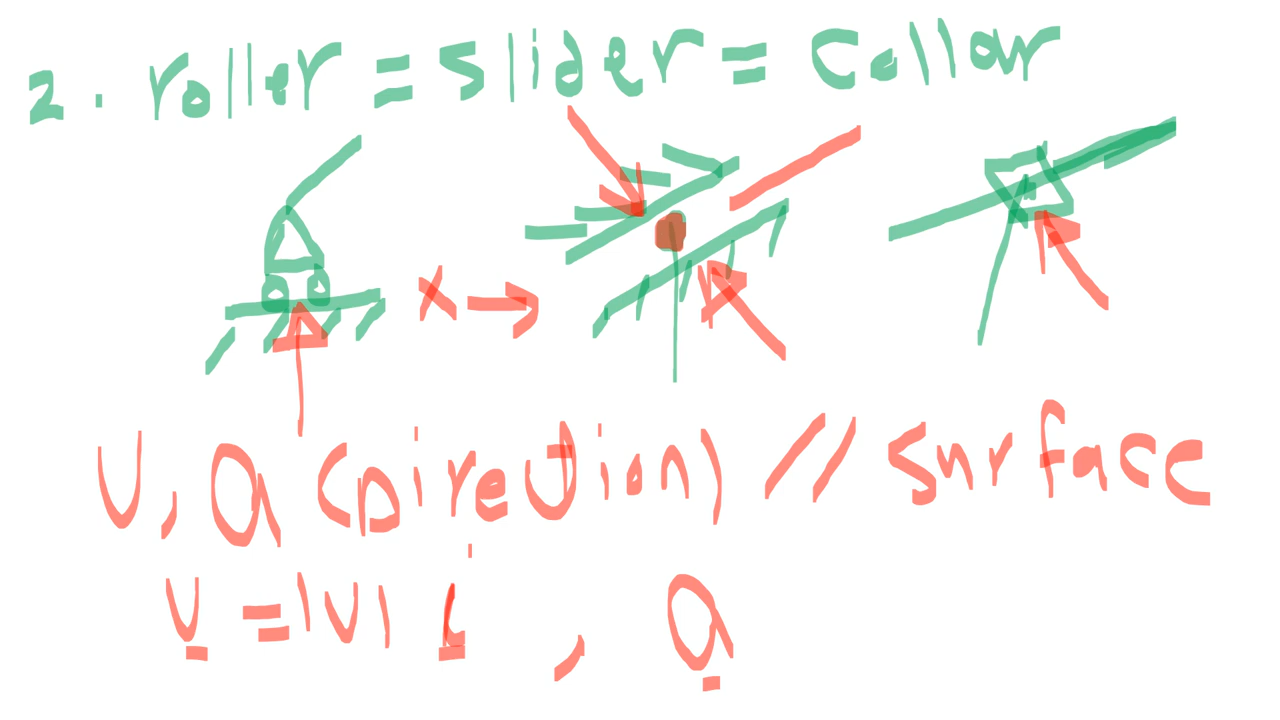 2. roller = slider = collar
x →
v, a (Direction) // surface
v = |v| i , a